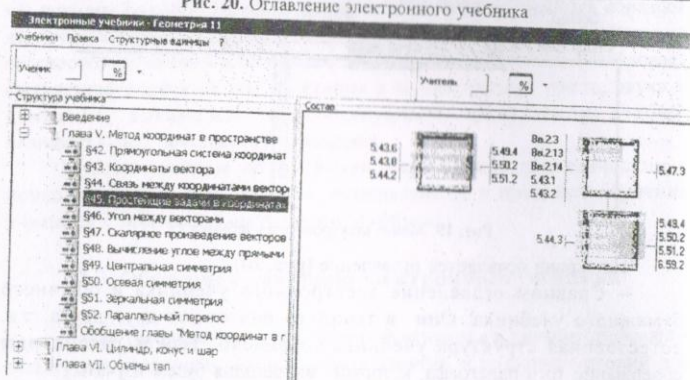 Рис. 20. Оглавление электронного учебника
Электронные учебники - Геометрия 11
Учебники Правка Структурные единицы ?
Ученик %
Учитель %
Структура учебника
Состав
Введение
Глава V. Метод координат в пространстве
§42. Прямоугольная система координат
§43. Координаты вектора
§44. Связь между координатами вектор
§45. Простейшие задачи в координатах
§46. Угол между векторами
§47. Скалярное произведение векторов
§48. Вычисление углов между прямыми
§49. Центральная симметрия
§50. Осевая симметрия
§51. Зеркальная симметрия
§52. Параллельный перенос
Обобщение главы "Метод координат в г
Глава VI. Цилиндр, конус и шар
Глава VII. Объемы тел
5.43.6
5.43.8
5.44.2
5.49.4
5.50.2
5.51.2
Вв.2.3
Вв.2.13
Вв.2.14
5.43.1
5.43.2
5.47.3
5.44.3
5.49.4
5.50.2
5.51.2
6.59.2